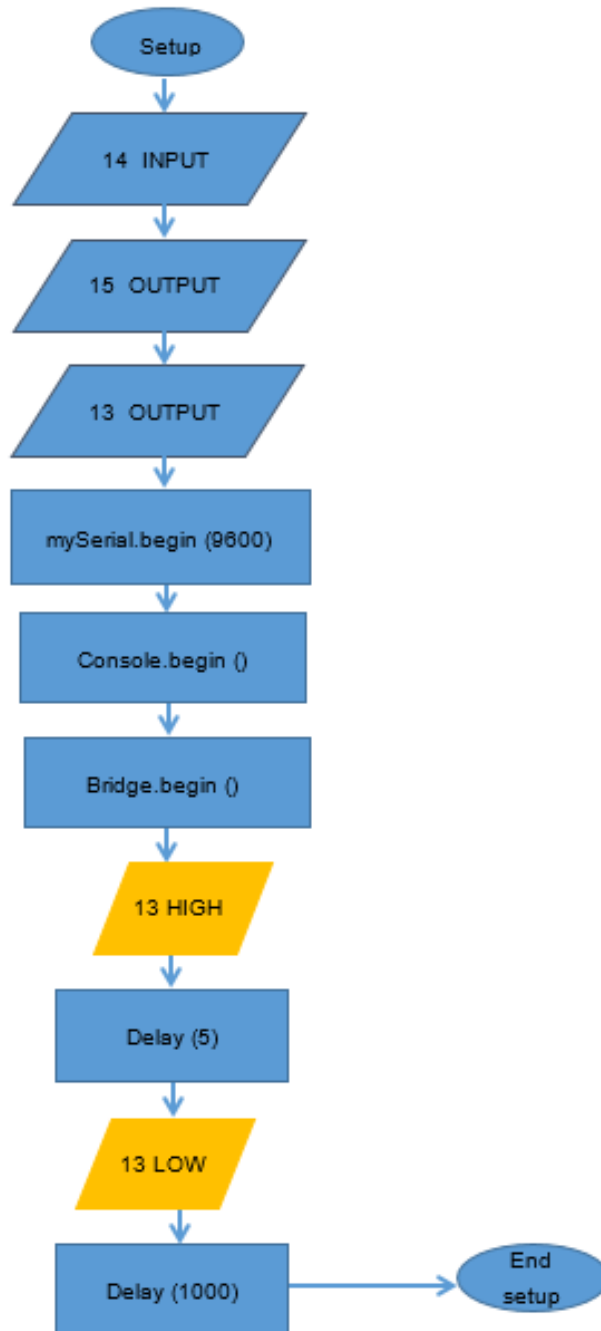 Setup
14 INPUT
15 OUTPUT
13 OUTPUT
mySerial.begin (9600)
Console.begin ()
Bridge.begin ()
13 HIGH
Delay (5)
13 LOW
Delay (1000)
End
setup